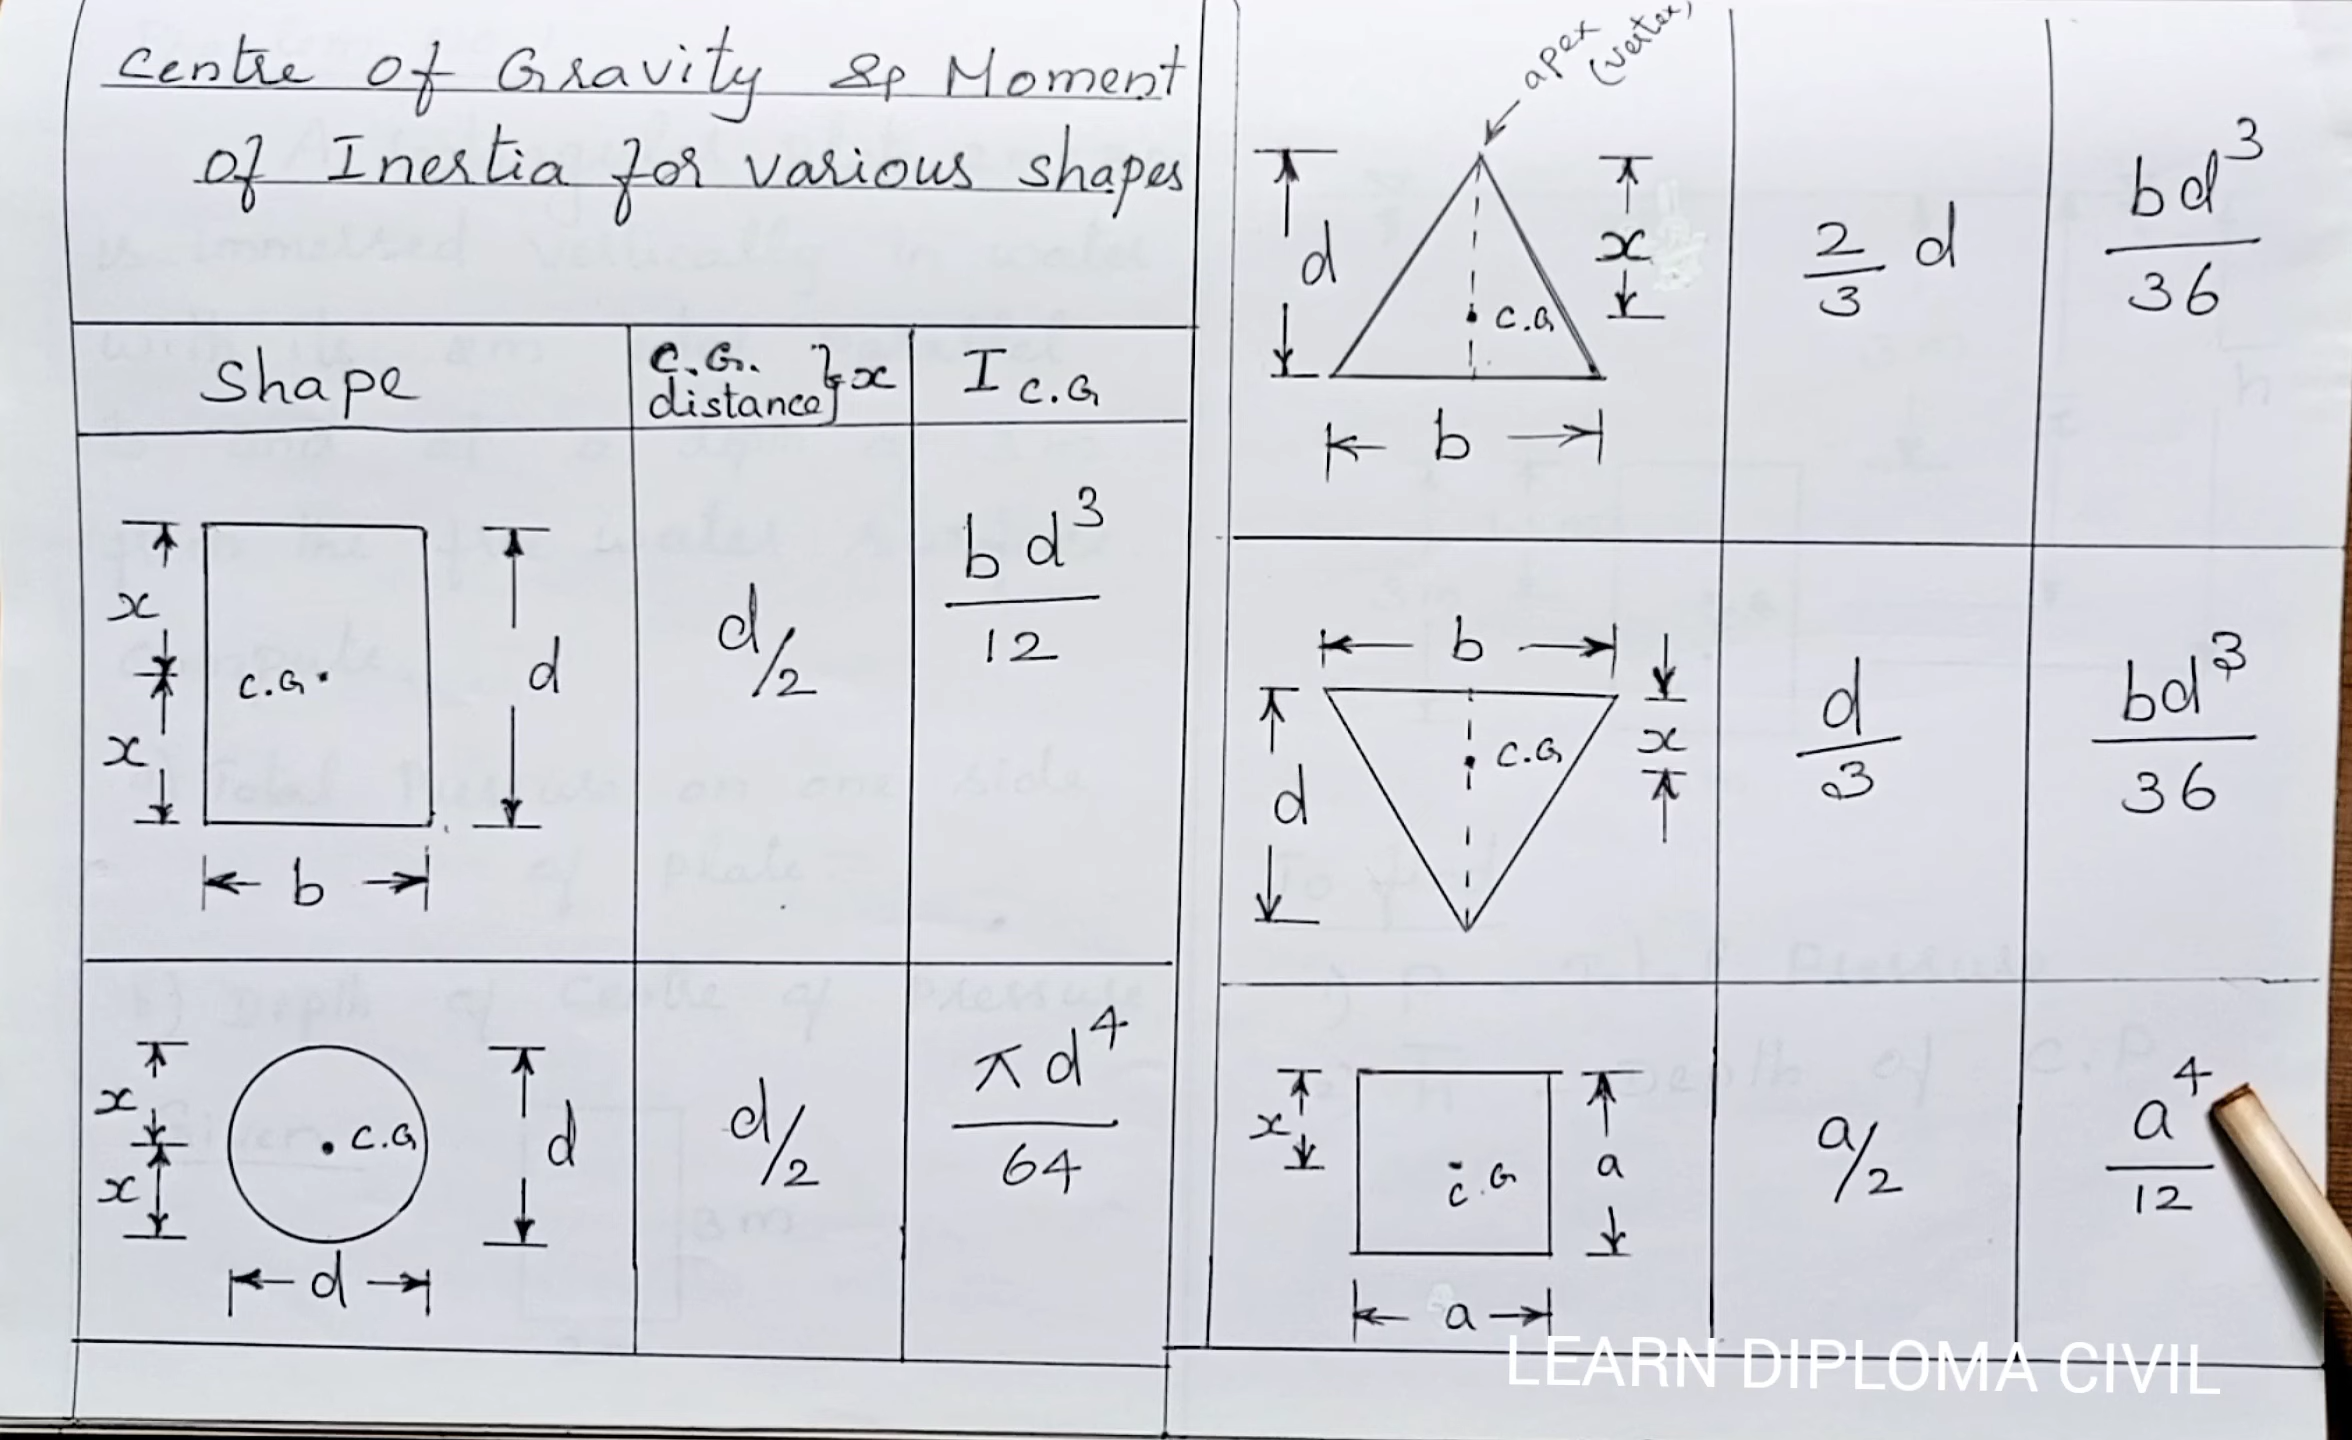 Centre of Gravity & Moment
of Inertia for various shapes
Shape
C.G. distance} x
I C.G
x
x
C.G
d
b
d/2
bd³/12
x
x
C.G
d
d
d/2
πd⁴/64
apex
(vertex)
d
x
C.G
b
2/3 d
bd³/36
b
d
x
C.G
d/3
bd³/36
x
C.G
a
a
a/2
a⁴/12
LEARN DIPLOMA CIVIL